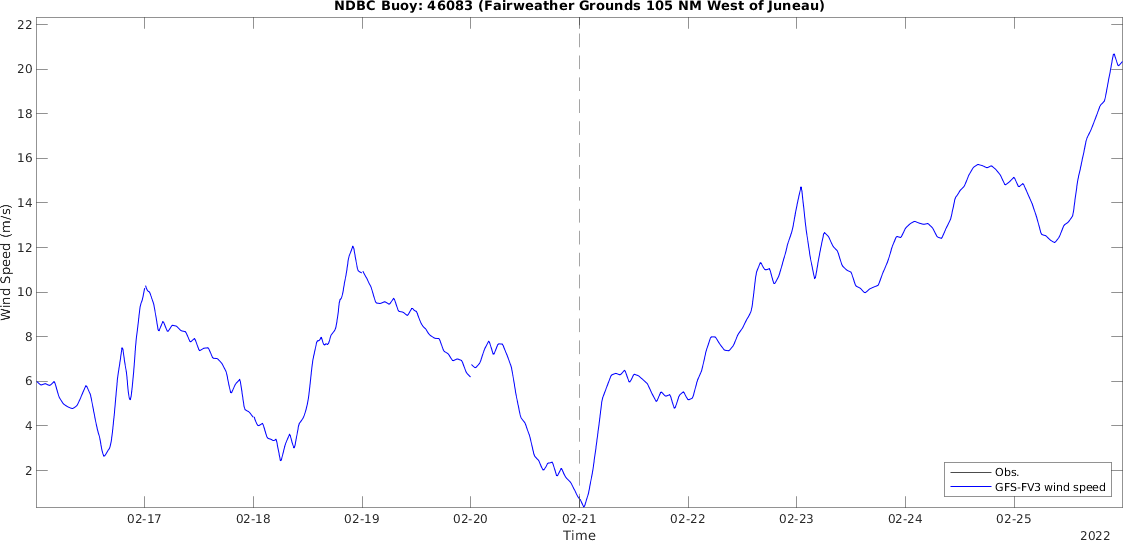 NDBC Buoy: 46083 (Fairweather Grounds 105 NM West of Juneau)
22
20
18
16
14
12
10
8
6
4
2
Wind Speed (m/s)
02-17 02-18 02-19 02-20 02-21 02-22 02-23 02-24 02-25
Time
2022
Obs.
GFS-FV3 wind speed